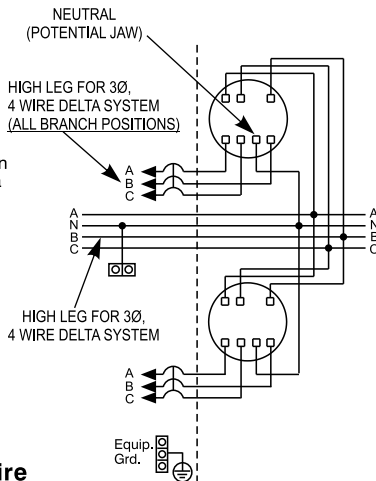 NEUTRAL
(POTENTIAL JAW)
HIGH LEG FOR 3Ø,
4 WIRE DELTA SYSTEM
(ALL BRANCH POSITIONS)
n
a
A
B
C
A A
N N
B B
C C
HIGH LEG FOR 3Ø,
4 WIRE DELTA SYSTEM
A
B
C
Equip.
Grd.
ire